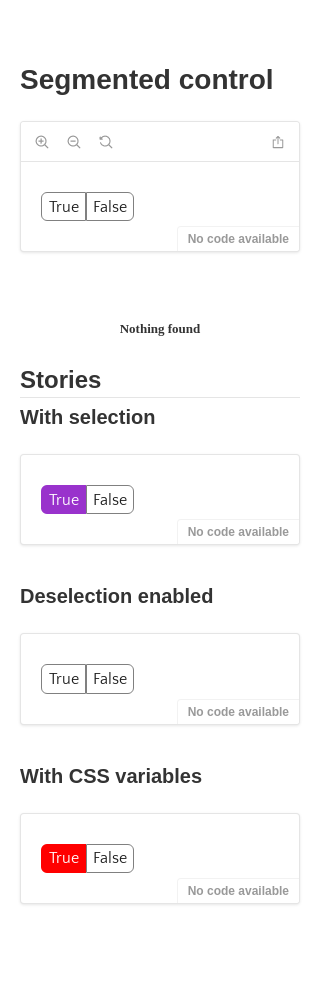 Segmented control
True False
No code available
Nothing found
Stories
With selection
True False
No code available
Deselection enabled
True False
No code available
With CSS variables
True False
No code available